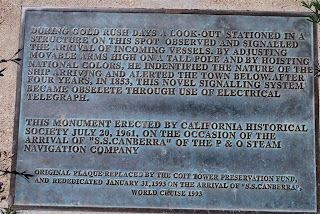 DURING GOLD RUSH DAYS A LOOK-OUT STATIONED IN A
STRUCTURE ON THIS SPOT OBSERVED AND SIGNALLED
THE ARRIVAL OF INCOMING VESSELS. BY ADJUSTING
MOVABLE ARMS HIGH ON A TALL POLE AND BY HOISTING
NATIONAL COLORS, HE INDENTIFIED THE NATURE OF THE
SHIP ARRIVING AND ALERTED THE TOWN BELOW. AFTER
FOUR YEARS, IN 1853, THIS NOVEL SIGNALLING SYSTEM
BECAME OBSELETE THROUGH USE OF ELECTRICAL
TELEGRAPH.
THIS MONUMENT ERECTED BY CALIFORNIA HISTORICAL
SOCIETY JULY 20, 1961, ON THE OCCASION OF THE
ARRIVAL OF "S.S.CANBERRA" OF THE P & O STEAM
NAVIGATION COMPANY
ORIGINAL PLAQUE REPLACED BY THE COIT TOWER PRESERVATION FUND,
AND REDEDICATED JANUARY 31, 1993 ON THE ARRIVAL OF "S.S.CANBERRA",
WORLD CRUISE 1993